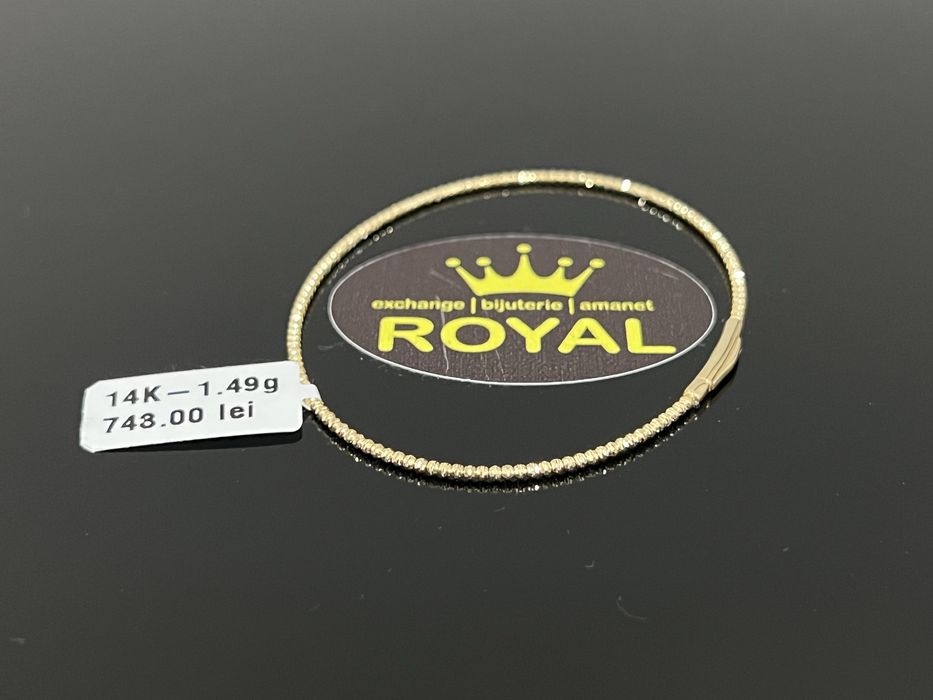 exchange | bijuterie | amanet
ROYAL
14K – 1.49g
743.00 lei